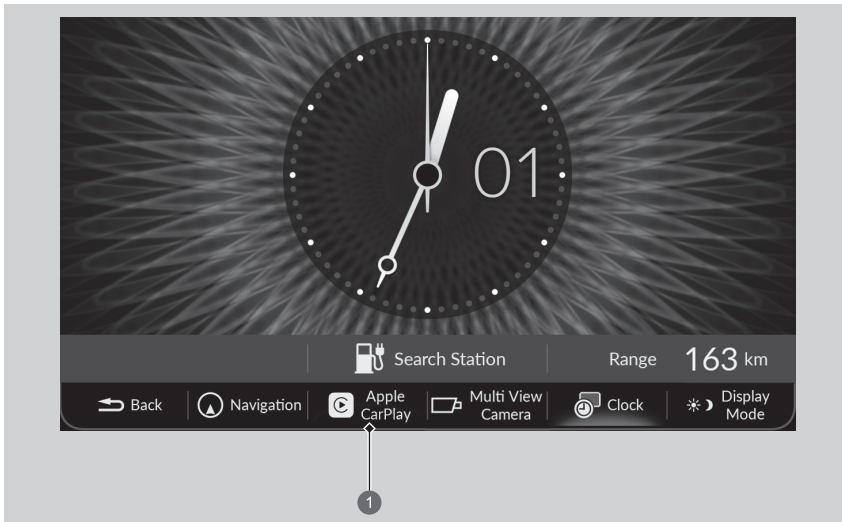 01
Search Station
Range 163 km
Back
Navigation
Apple
CarPlay
Multi View
Camera
Clock
Display
Mode
1